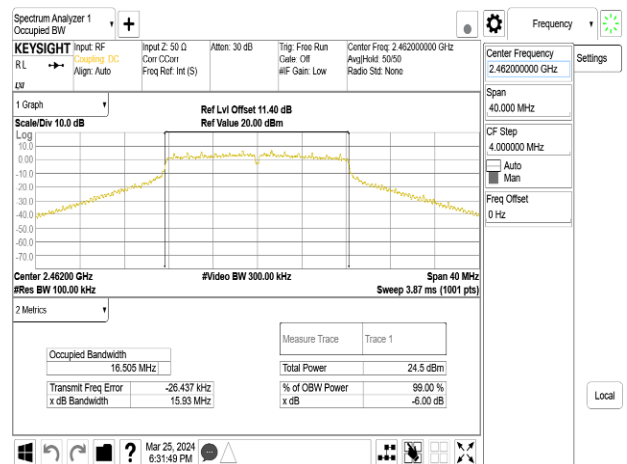 Spectrum Analyzer 1
Occupied BW
Frequency
KEYSIGHT
RL
Input: RF
Coupling: DC
Align: Auto
Input Z: 50 Ω
Corr CCorr
Freq Ref: Int (S)
Atten: 30 dB
Trig: Free Run
Gate: Off
#IF Gain: Low
Center Freq: 2.462000000 GHz
Avg|Hold: 50/50
Radio Std: None
Center Frequency
2.462000000 GHz
Settings
Span
40.000 MHz
CF Step
4.000000 MHz
Auto
Man
Freq Offset
0 Hz
Local
1 Graph
Scale/Div 10.0 dB
Ref Lvl Offset 11.40 dB
Ref Value 20.00 dBm
Log
10.0
0.00
-10.0
-20.0
-30.0
-40.0
-50.0
-60.0
-70.0
Center 2.46200 GHz
#Video BW 300.00 kHz
Span 40 MHz
#Res BW 100.00 kHz
Sweep 3.87 ms (1001 pts)
2 Metrics
Measure Trace
Trace 1
Occupied Bandwidth
16.505 MHz
Total Power
24.5 dBm
Transmit Freq Error
-26.437 kHz
% of OBW Power
99.00 %
x dB Bandwidth
15.93 MHz
x dB
-6.00 dB
Mar 25, 2024
6:31:49 PM